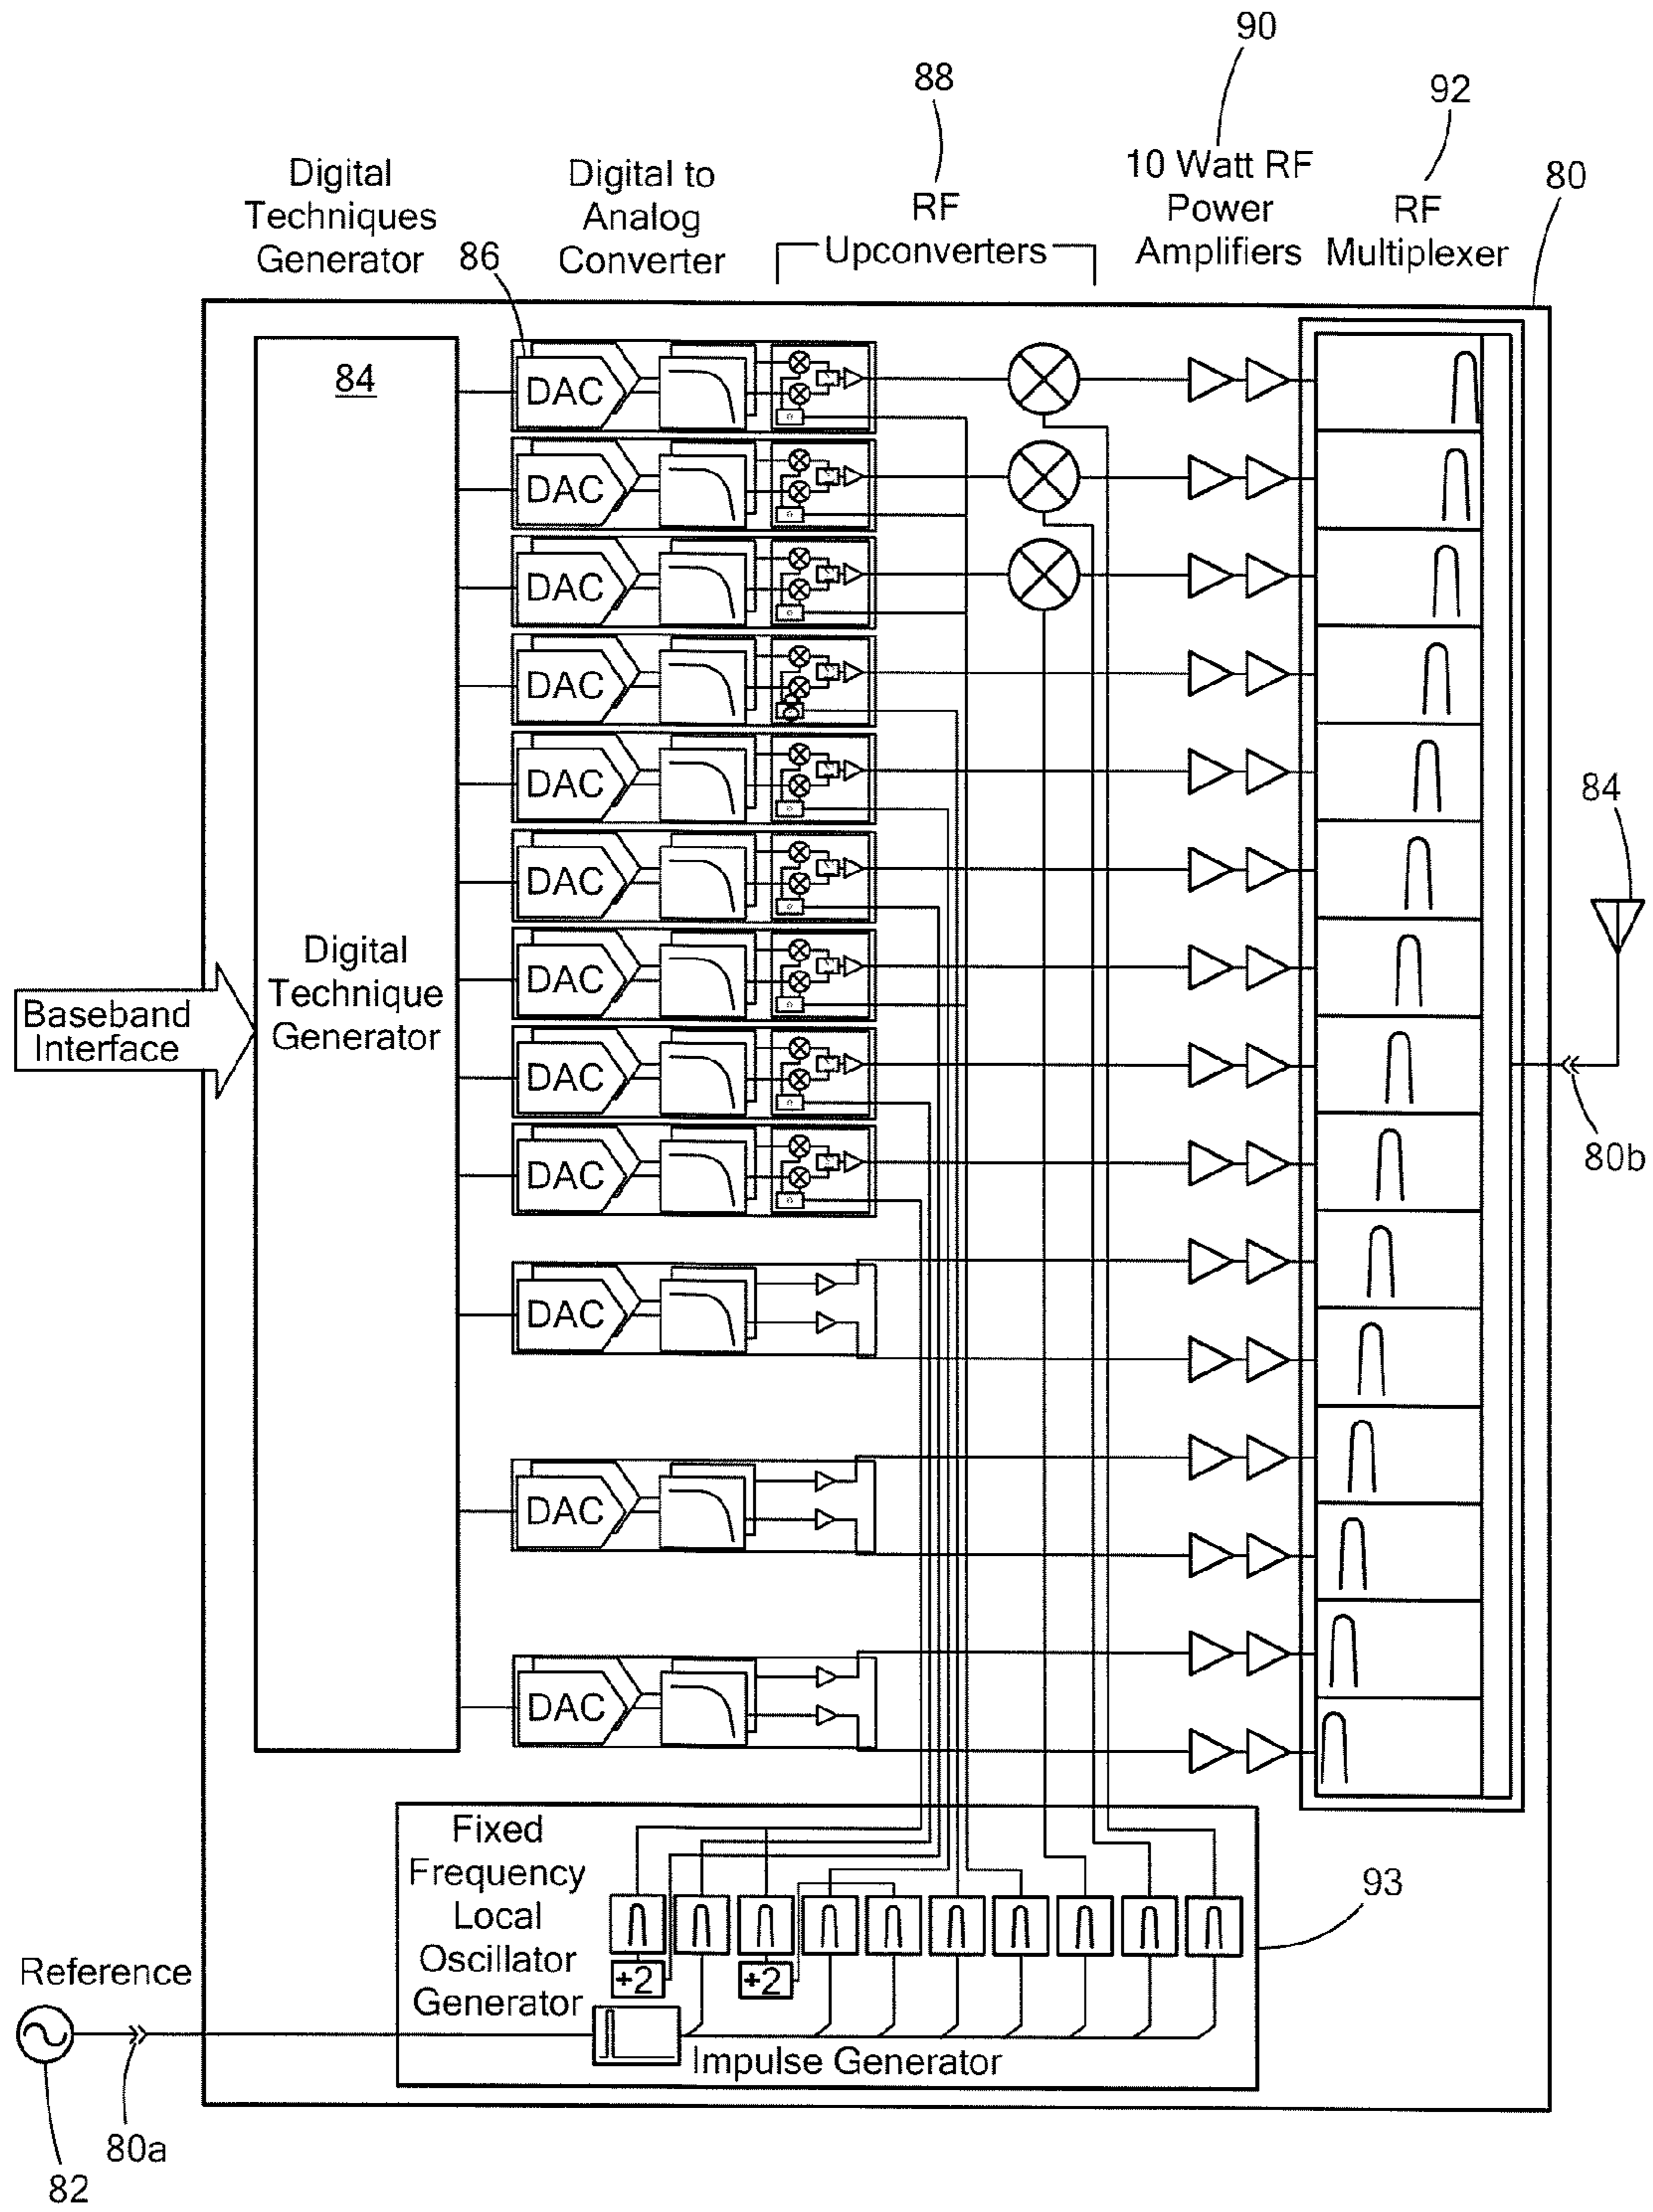 90
88
92
Digital
Techniques
Generator
86
Digital to
Analog
Converter
RF
Upconverters
10 Watt RF
Power
Amplifiers
RF
Multiplexer
80
84
DAC
DAC
DAC
DAC
DAC
DAC
DAC
DAC
DAC
DAC
DAC
DAC
Digital
Technique
Generator
Baseband
Interface
84
80b
Fixed
Frequency
Local
Oscillator
Generator
+2
+2
Impulse Generator
93
Reference
80a
82